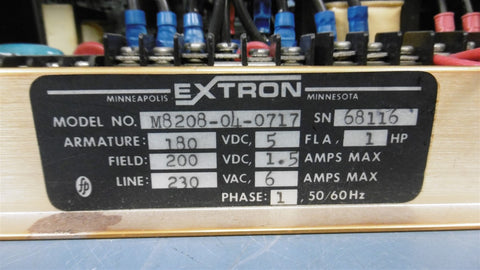 MINNEAPOLIS EXTRON MINNESOTA
MODEL NO. M8208-04-0717 SN 68116
ARMATURE: 180 VDC, 5 FLA, 1 HP
FIELD: 200 VDC, 1.5 AMPS MAX
LINE: 230 VAC, 6 AMPS MAX
fp PHASE: 1, 50/60Hz